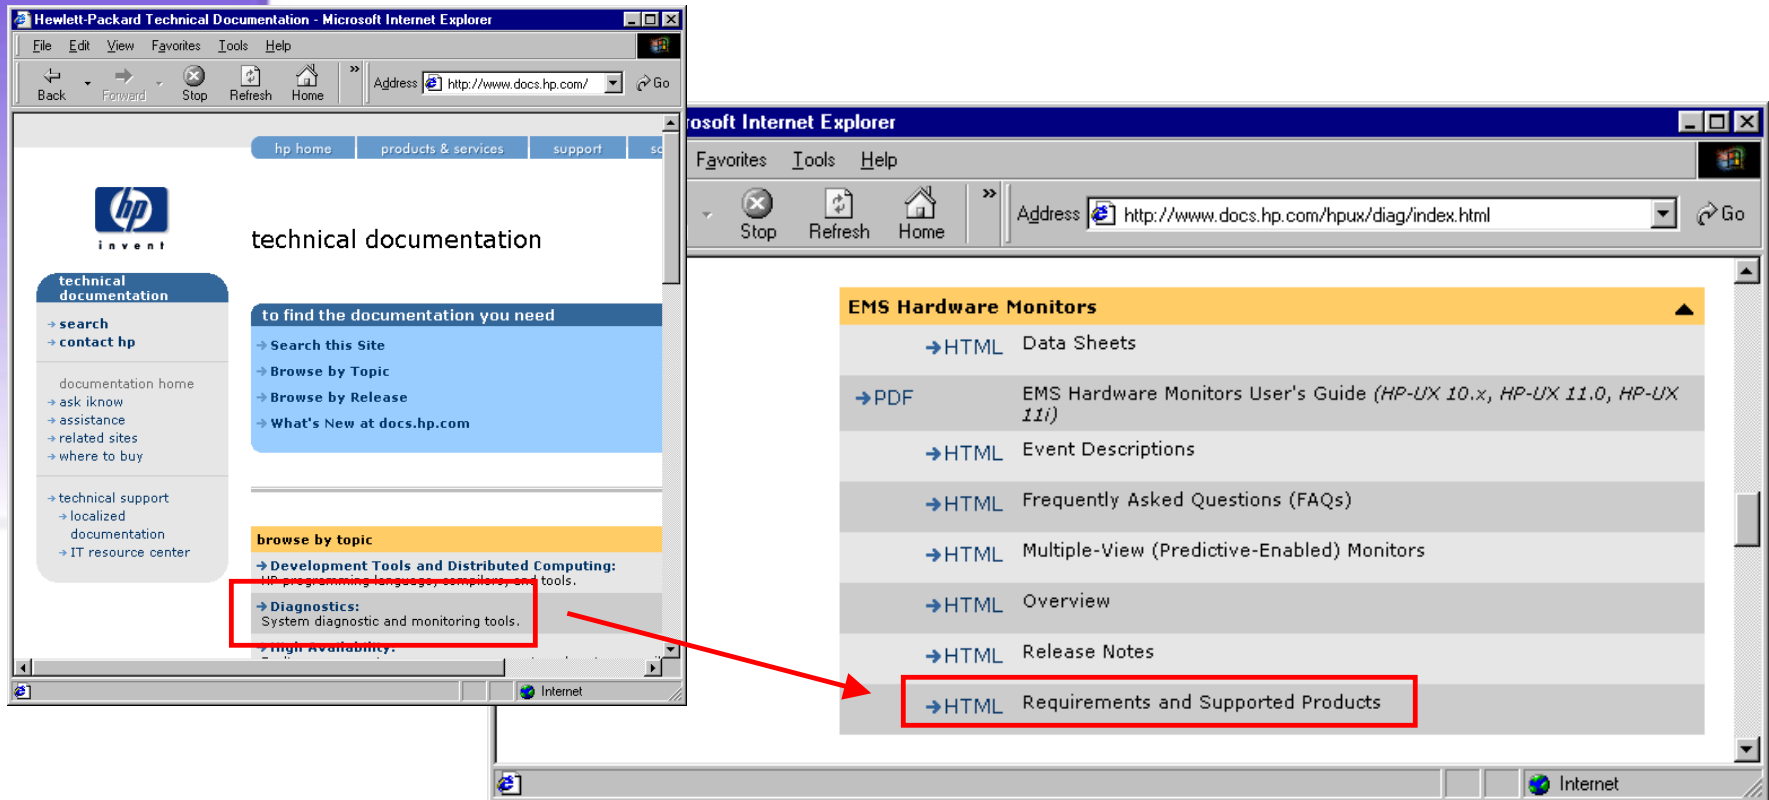 Hewlett-Packard Technical Documentation - Microsoft Internet Explorer
File Edit View Favorites Tools Help
Back Forward Stop Refresh Home » Address http://www.docs.hp.com/ Go
hp home products & services support
hp
invent
technical documentation
technical
documentation
search
contact hp
documentation home
ask iknow
assistance
related sites
where to buy
technical support
localized
documentation
IT resource center
to find the documentation you need
Search this Site
Browse by Topic
Browse by Release
What's New at docs.hp.com
browse by topic
Development Tools and Distributed Computing:
HP programming language, compilers, and tools.
Diagnostics:
System diagnostic and monitoring tools.
High Availability:
Internet
rosoft Internet Explorer
Favorites Tools Help
Stop Refresh Home » Address http://www.docs.hp.com/hpux/diag/index.html Go
EMS Hardware Monitors
HTML Data Sheets
PDF EMS Hardware Monitors User's Guide (HP-UX 10.x, HP-UX 11.0, HP-UX
11i)
HTML Event Descriptions
HTML Frequently Asked Questions (FAQs)
HTML Multiple-View (Predictive-Enabled) Monitors
HTML Overview
HTML Release Notes
HTML Requirements and Supported Products
Internet